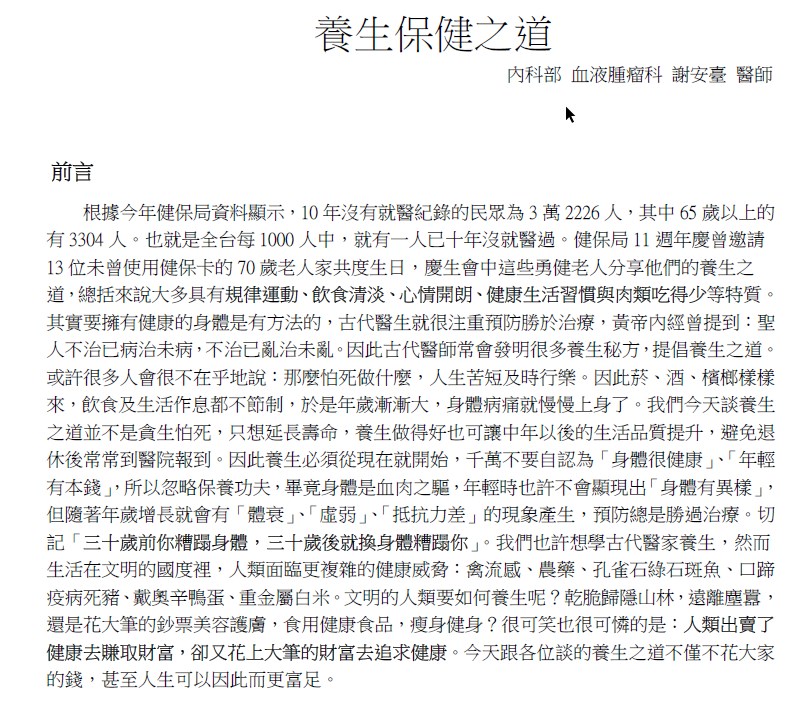 養生保健之道
內科部 血液腫瘤科 謝安臺 醫師
前言
根據今年健保局資料顯示，10 年沒有就醫紀錄的民眾為 3 萬 2226 人，其中 65 歲以上的
有 3304 人。也就是全台每 1000 人中，就有一人已十年沒就醫過。健保局 11 週年慶曾邀請
13 位未曾使用健保卡的 70 歲老人家共度生日，慶生會中這些勇健老人分享他們的養生之
道，總括來說大多具有規律運動、飲食清淡、心情開朗、健康生活習慣與肉類吃得少等特質。
其實要擁有健康的身體是有方法的，古代醫生就很注重預防勝於治療，黃帝內經曾提到：聖
人不治已病治未病，不治已亂治未亂。因此古代醫師常會發明很多養生秘方，提倡養生之道。
或許很多人會很不在乎地說：那麼怕死做什麼，人生苦短及時行樂。因此菸、酒、檳榔樣樣
來，飲食及生活作息都不節制，於是年歲漸漸大，身體病痛就慢慢上身了。我們今天談養生
之道並不是貪生怕死，只想延長壽命，養生做得好也可讓中年以後的生活品質提升，避免退
休後常常到醫院報到。因此養生必須從現在就開始，千萬不要自認為「身體很健康」、「年輕
有本錢」，所以忽略保養功夫，畢竟身體是血肉之驅，年輕時也許不會顯現出「身體有異樣」，
但隨著年歲增長就會有「體衰」、「虛弱」、「抵抗力差」的現象產生，預防總是勝過治療。切
記「三十歲前你糟蹋身體，三十歲後就換身體糟蹋你」。我們也許想學古代醫家養生，然而
生活在文明的國度裡，人類面臨更複雜的健康威脅：禽流感、農藥、孔雀石綠石斑魚、口蹄
疫病死豬、戴奧辛鴨蛋、重金屬白米。文明的人類要如何養生呢？乾脆歸隱山林，遠離塵囂，
還是花大筆的鈔票美容護膚，食用健康食品，瘦身健身？很可笑也很可憐的是：人類出賣了
健康去賺取財富，卻又花上大筆的財富去追求健康。今天跟各位談的養生之道不僅不花大家
的錢，甚至人生可以因此而更富足。